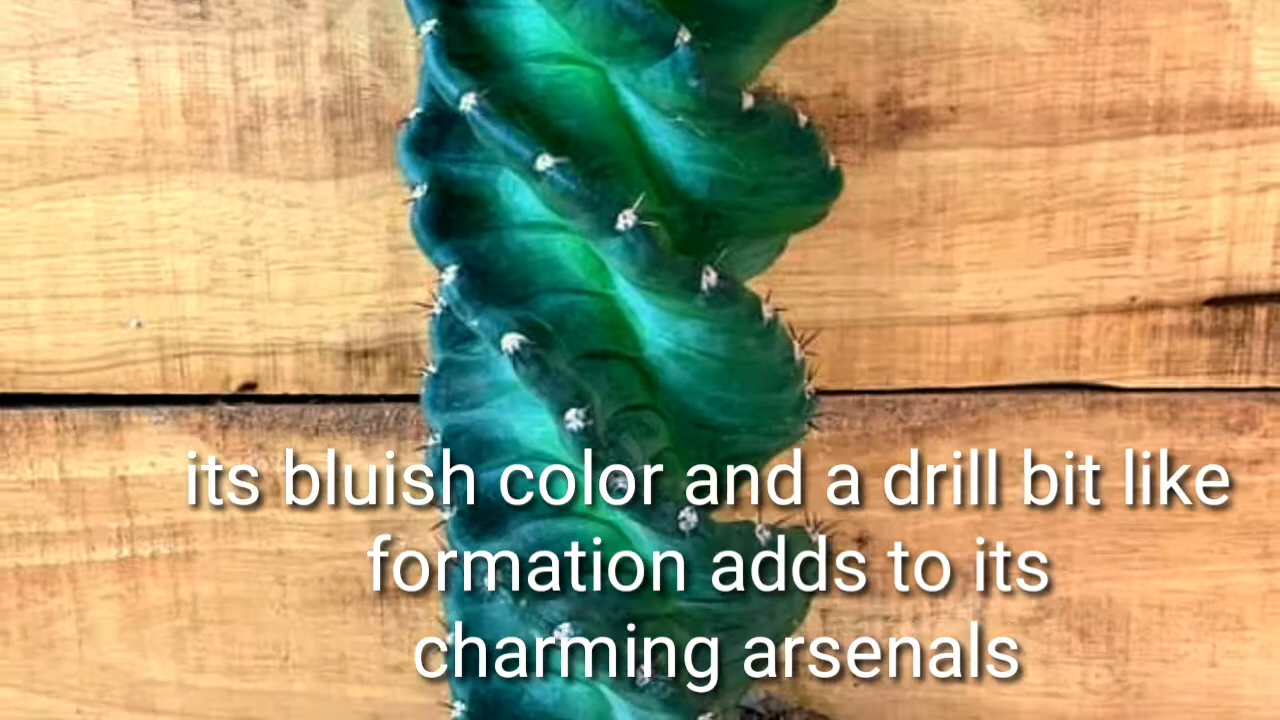 its bluish color and a drill bit like
formation adds to its
charming arsenals